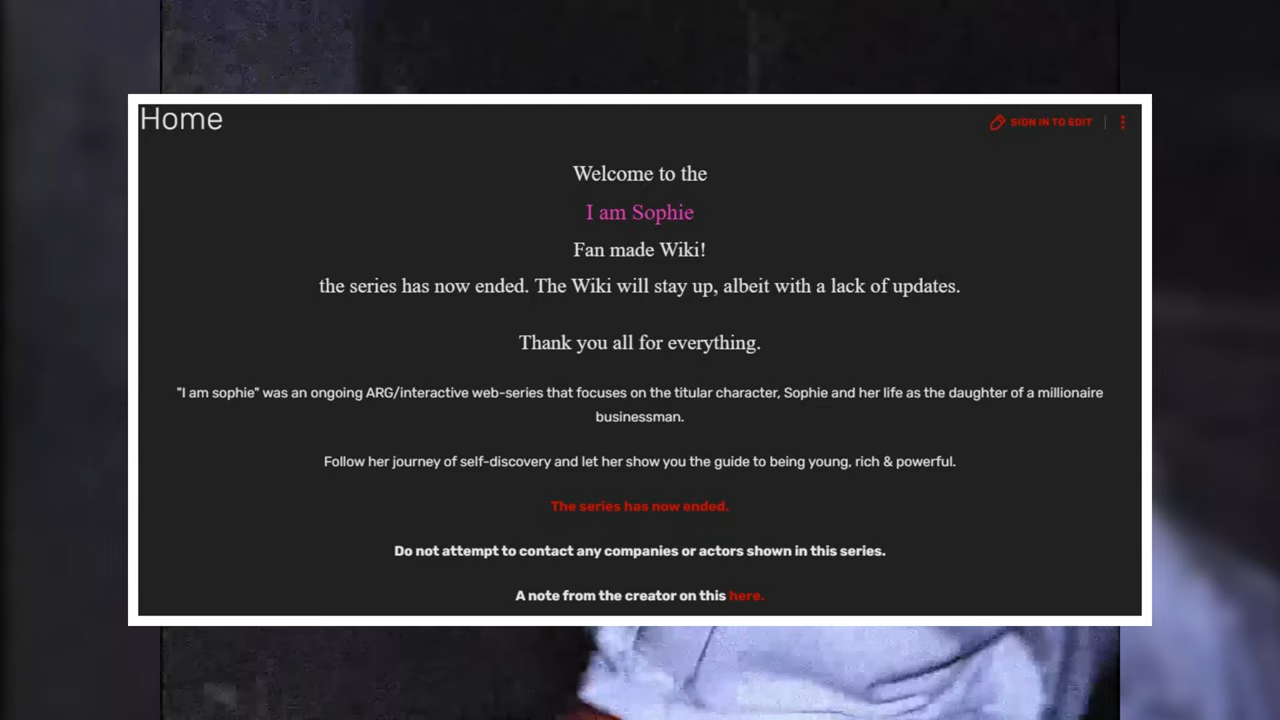 Home
SIGN IN TO EDIT
Welcome to the
I am Sophie
Fan made Wiki!
the series has now ended. The Wiki will stay up, albeit with a lack of updates.
Thank you all for everything.
"I am sophie" was an ongoing ARG/interactive web-series that focuses on the titular character, Sophie and her life as the daughter of a millionaire
businessman.
Follow her journey of self-discovery and let her show you the guide to being young, rich & powerful.
The series has now ended.
Do not attempt to contact any companies or actors shown in this series.
A note from the creator on this here.